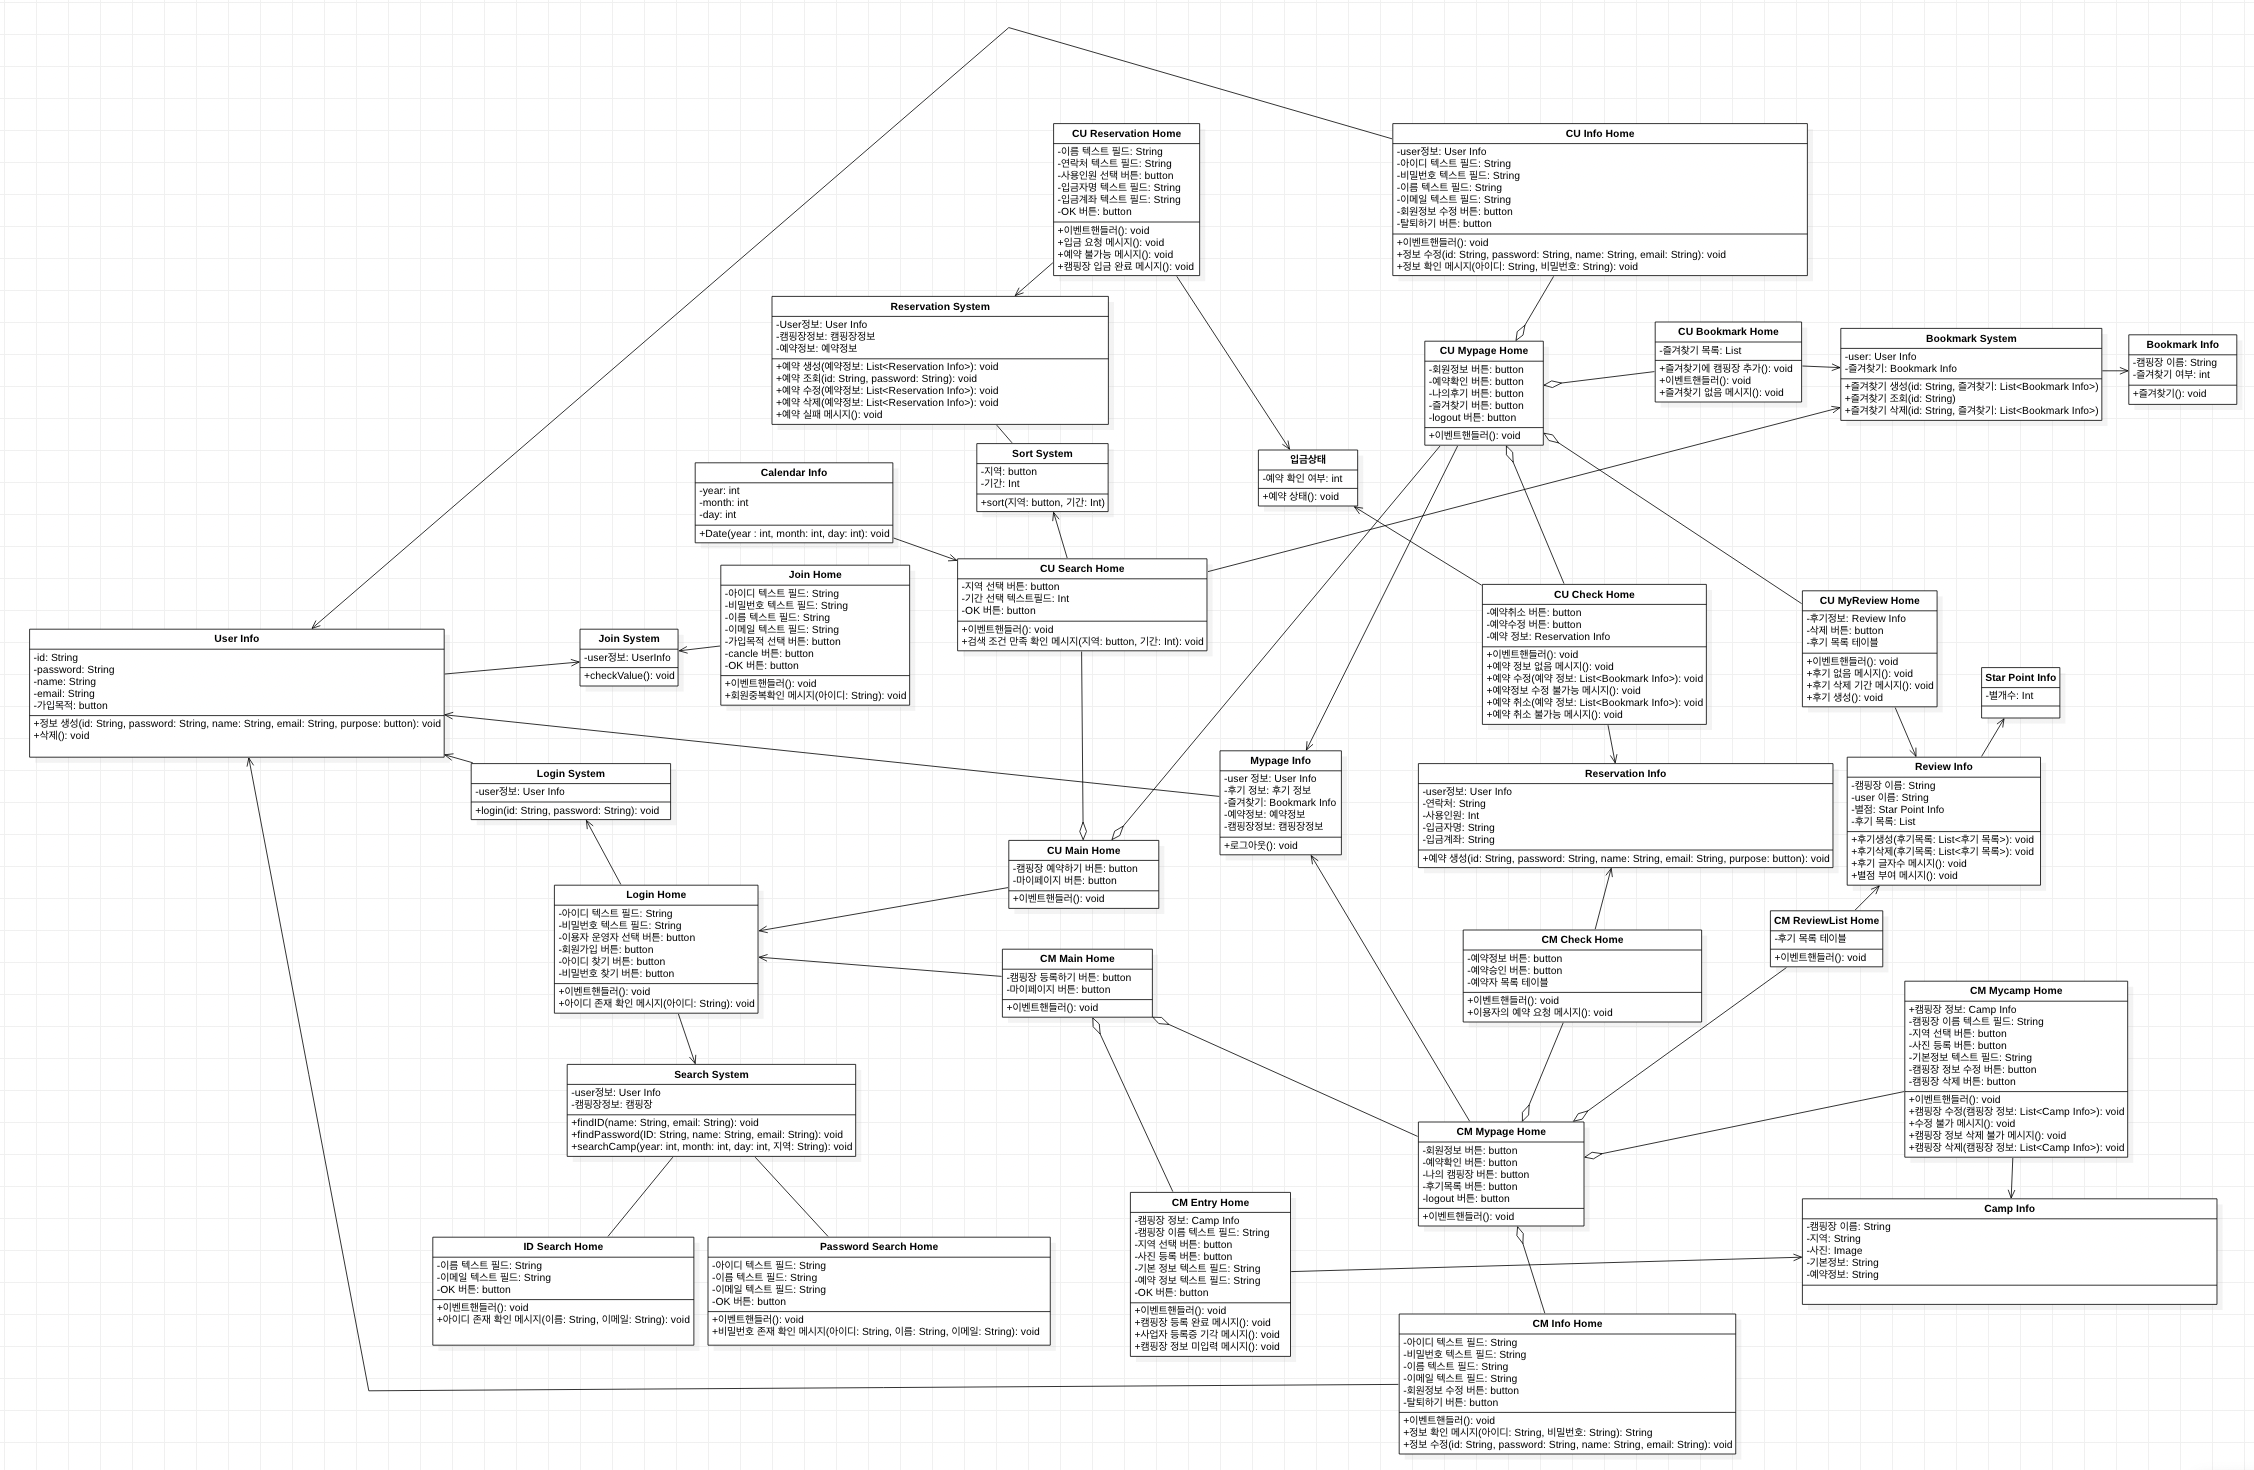 CU Reservation Home
-이름 텍스트 필드: String
-연락처 텍스트 필드: String
-사용인원 선택 버튼: button
-입금자명 텍스트 필드: String
-입금계좌 텍스트 필드: String
-OK 버튼: button
+이벤트핸들러(): void
+입금 요청 메시지(): void
+예약 불가능 메시지(): void
+캠핑장 입금 완료 메시지(): void
CU Info Home
-user정보: User Info
-아이디 텍스트 필드: String
-비밀번호 텍스트 필드: String
-이름 텍스트 필드: String
-이메일 텍스트 필드: String
-회원정보 수정 버튼: button
-탈퇴하기 버튼: button
+이벤트핸들러(): void
+정보 수정(id: String, password: String, name: String, email: String): void
+정보 확인 메시지(아이디: String, 비밀번호: String): void
Reservation System
-User정보: User Info
-캠핑장정보: 캠핑장정보
-예약정보: 예약정보
+예약 생성(예약정보: List<Reservation Info>): void
+예약 조회(id: String, password: String): void
+예약 수정(예약정보: List<Reservation Info>): void
+예약 삭제(예약정보: List<Reservation Info>): void
+예약 실패 메시지(): void
CU Mypage Home
-회원정보 버튼: button
-예약확인 버튼: button
-나의후기 버튼: button
-즐겨찾기 버튼: button
-logout 버튼: button
+이벤트핸들러(): void
CU Bookmark Home
-즐겨찾기 목록: List
+즐겨찾기에 캠핑장 추가(): void
+이벤트핸들러(): void
+즐겨찾기 없음 메시지(): void
Bookmark System
-user: User Info
-즐겨찾기: Bookmark Info
+즐겨찾기 생성(id: String, 즐겨찾기: List<Bookmark Info>)
+즐겨찾기 조회(id: String)
+즐겨찾기 삭제(id: String, 즐겨찾기: List<Bookmark Info>)
Bookmark Info
-캠핑장 이름: String
-즐겨찾기 여부: int
+즐겨찾기(): void
Sort System
-지역: button
-기간: Int
+sort(지역: button, 기간: Int)
입금상태
-예약 확인 여부: int
+예약 상태(): void
Calendar Info
-year: int
-month: int
-day: int
+Date(year : int, month: int, day: int): void
CU Search Home
-지역 선택 버튼: button
-기간 선택 텍스트필드: Int
-OK 버튼: button
+이벤트핸들러(): void
+검색 조건 만족 확인 메시지(지역: button, 기간: Int): void
Join Home
-아이디 텍스트 필드: String
-비밀번호 텍스트 필드: String
-이름 텍스트 필드: String
-이메일 텍스트 필드: String
-가입목적 선택 버튼: button
-cancle 버튼: button
-OK 버튼: button
+이벤트핸들러(): void
+회원중복확인 메시지(아이디: String): void
CU Check Home
-예약취소 버튼: button
-예약수정 버튼: button
-예약 정보: Reservation Info
+이벤트핸들러(): void
+예약 정보 없음 메시지(): void
+예약 수정(예약 정보: List<Bookmark Info>): void
+예약정보 수정 불가능 메시지(): void
+예약 취소(예약 정보: List<Bookmark Info>): void
+예약 취소 불가능 메시지(): void
CU MyReview Home
-후기정보: Review Info
-삭제 버튼: button
-후기 목록 테이블
+이벤트핸들러(): void
+후기 없음 메시지(): void
+후기 삭제 기간 메시지(): void
+후기 생성(): void
User Info
-id: String
-password: String
-name: String
-email: String
-가입목적: button
+정보 생성(id: String, password: String, name: String, email: String, purpose: button): void
+삭제(): void
Join System
-user정보: UserInfo
+checkValue(): void
Star Point Info
-별개수: Int
Login System
-user정보: User Info
+login(id: String, password: String): void
Mypage Info
-user 정보: User Info
-후기 정보: 후기 정보
-즐겨찾기: Bookmark Info
-예약정보: 예약정보
-캠핑장정보: 캠핑장정보
+로그아웃(): void
Reservation Info
-user정보: User Info
-연락처: String
-사용인원: Int
-입금자명: String
-입금계좌: String
+예약 생성(id: String, password: String, name: String, email: String, purpose: button): void
Review Info
-캠핑장 이름: String
-user 이름: String
-별점: Star Point Info
-후기 목록: List
+후기생성(후기목록: List<후기 목록>): void
+후기삭제(후기목록: List<후기 목록>): void
+후기 글자수 메시지(): void
+별점 부여 메시지(): void
CU Main Home
-캠핑장 예약하기 버튼: button
-마이페이지 버튼: button
+이벤트핸들러(): void
Login Home
-아이디 텍스트 필드: String
-비밀번호 텍스트 필드: String
-이용자 운영자 선택 버튼: button
-회원가입 버튼: button
-아이디 찾기 버튼: button
-비밀번호 찾기 버튼: button
+이벤트핸들러(): void
+아이디 존재 확인 메시지(아이디: String): void
CM ReviewList Home
-후기 목록 테이블
+이벤트핸들러(): void
CM Check Home
-예약정보 버튼: button
-예약승인 버튼: button
-예약자 목록 테이블
+이벤트핸들러(): void
+이용자의 예약 요청 메시지(): void
CM Main Home
-캠핑장 등록하기 버튼: button
-마이페이지 버튼: button
+이벤트핸들러(): void
CM Mycamp Home
+캠핑장 정보: Camp Info
-캠핑장 이름 텍스트 필드: String
-지역 선택 버튼: button
-사진 등록 버튼: button
-기본정보 텍스트 필드: String
-캠핑장 정보 수정 버튼: button
-캠핑장 삭제 버튼: button
+이벤트핸들러(): void
+캠핑장 수정(캠핑장 정보: List<Camp Info>): void
+수정 불가 메시지(): void
+캠핑장 정보 삭제 불가 메시지(): void
+캠핑장 삭제(캠핑장 정보: List<Camp Info>): void
Search System
-user정보: User Info
-캠핑장정보: 캠핑장
+findID(name: String, email: String): void
+findPassword(ID: String, name: String, email: String): void
+searchCamp(year: int, month: int, day: int, 지역: String): void
CM Mypage Home
-회원정보 버튼: button
-예약확인 버튼: button
-나의 캠핑장 버튼: button
-후기목록 버튼: button
-logout 버튼: button
+이벤트핸들러(): void
CM Entry Home
-캠핑장 정보: Camp Info
-캠핑장 이름 텍스트 필드: String
-지역 선택 버튼: button
-사진 등록 버튼: button
-기본 정보 텍스트 필드: String
-예약 정보 텍스트 필드: String
-OK 버튼: button
+이벤트핸들러(): void
+캠핑장 등록 완료 메시지(): void
+사업자 등록증 기각 메시지(): void
+캠핑장 정보 미입력 메시지(): void
Camp Info
-캠핑장 이름: String
-지역: String
-사진: Image
-기본정보: String
-예약정보: String
ID Search Home
-이름 텍스트 필드: String
-이메일 텍스트 필드: String
-OK 버튼: button
+이벤트핸들러(): void
+아이디 존재 확인 메시지(이름: String, 이메일: String): void
Password Search Home
-아이디 텍스트 필드: String
-이름 텍스트 필드: String
-이메일 텍스트 필드: String
-OK 버튼: button
+이벤트핸들러(): void
+비밀번호 존재 확인 메시지(아이디: String, 이름: String, 이메일: String): void
CM Info Home
-아이디 텍스트 필드: String
-비밀번호 텍스트 필드: String
-이름 텍스트 필드: String
-이메일 텍스트 필드: String
-회원정보 수정 버튼: button
-탈퇴하기 버튼: button
+이벤트핸들러(): void
+정보 확인 메시지(아이디: String, 비밀번호: String): String
+정보 수정(id: String, password: String, name: String, email: String): void